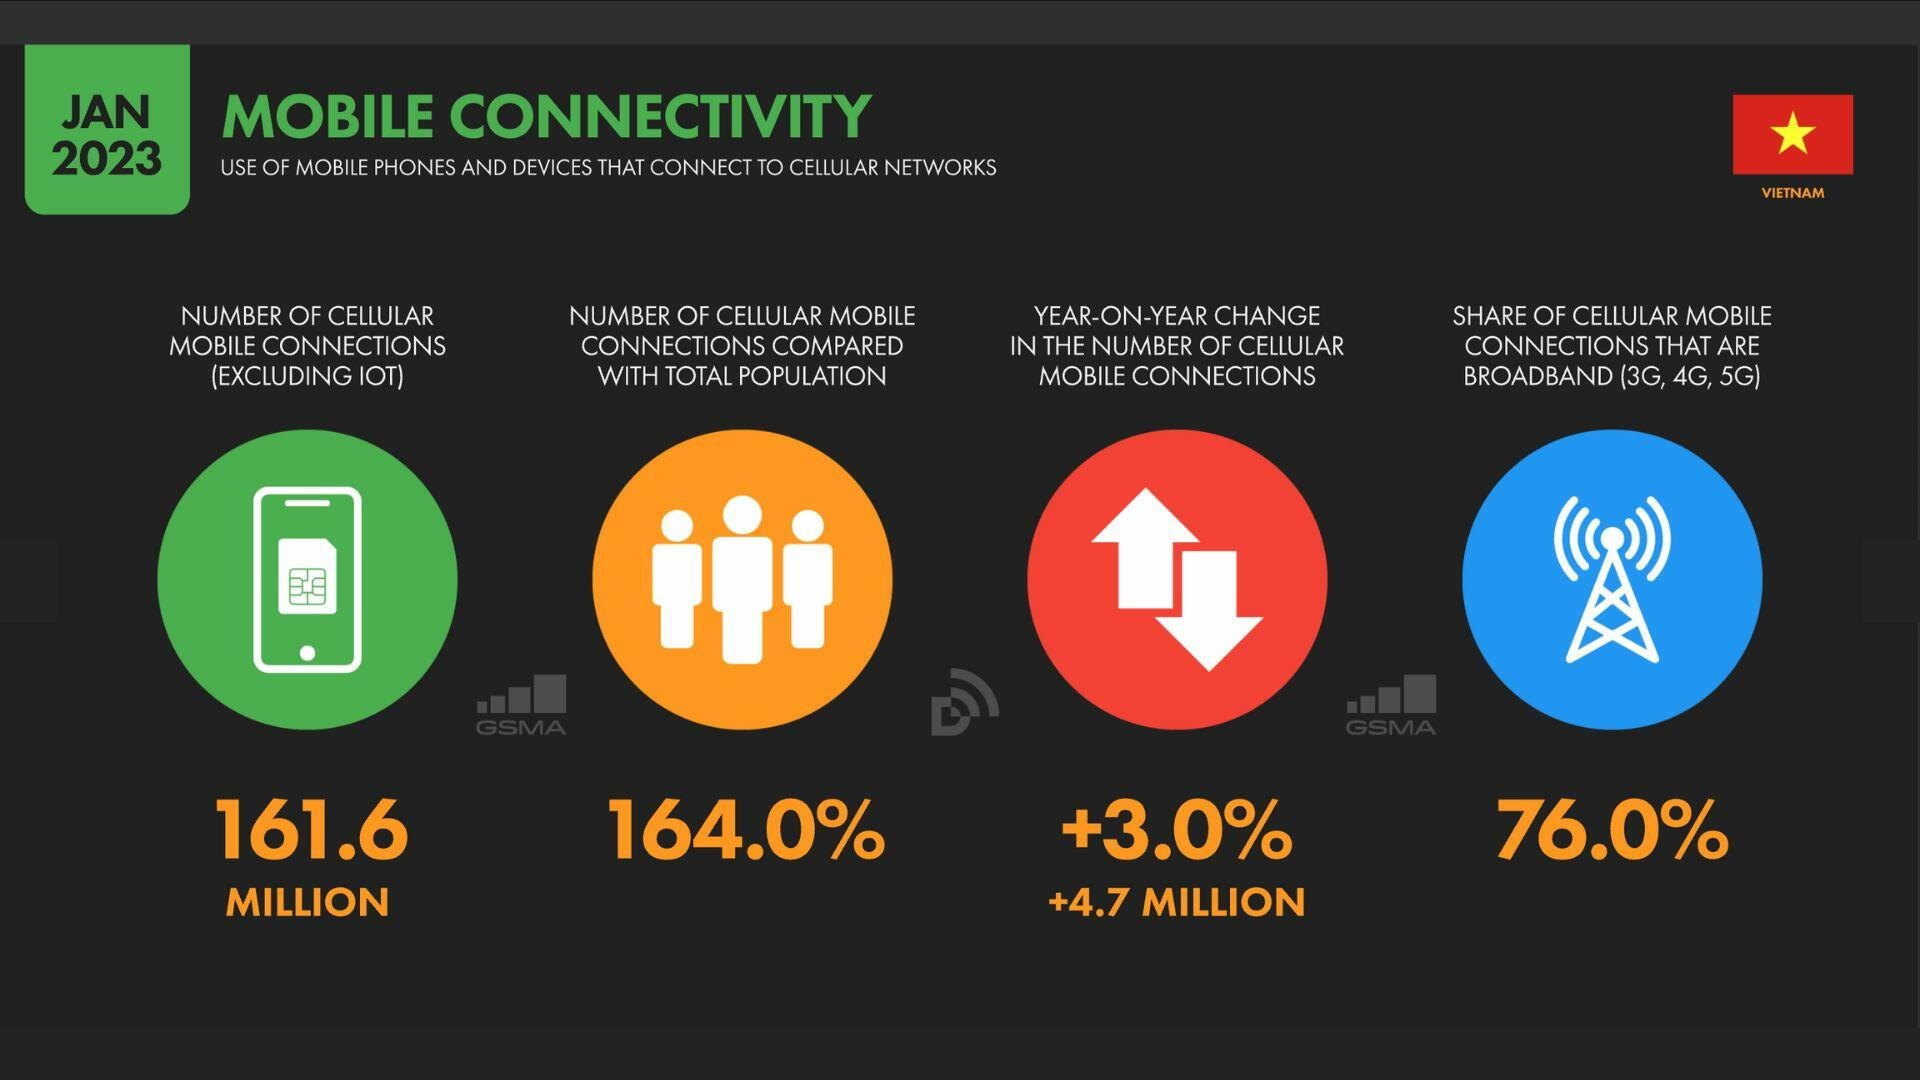 JAN
2023
MOBILE CONNECTIVITY
USE OF MOBILE PHONES AND DEVICES THAT CONNECT TO CELLULAR NETWORKS
VIETNAM
NUMBER OF CELLULAR
MOBILE CONNECTIONS
(EXCLUDING IOT)
161.6
MILLION
NUMBER OF CELLULAR MOBILE
CONNECTIONS COMPARED
WITH TOTAL POPULATION
164.0%
YEAR-ON-YEAR CHANGE
IN THE NUMBER OF CELLULAR
MOBILE CONNECTIONS
+3.0%
+4.7 MILLION
SHARE OF CELLULAR MOBILE
CONNECTIONS THAT ARE
BROADBAND (3G, 4G, 5G)
76.0%
GSMA
GSMA